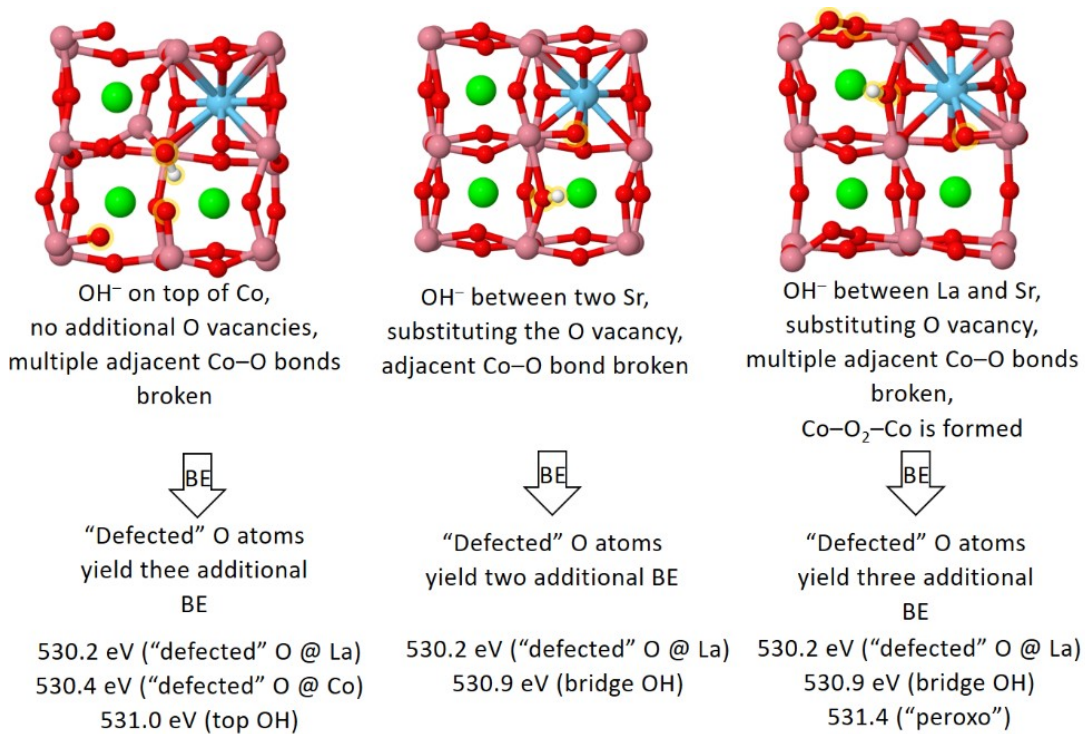 OH⁻ on top of Co,
no additional O vacancies,
multiple adjacent Co–O bonds
broken
BE
“Defected” O atoms
yield thee additional
BE
530.2 eV (“defected” O @ La)
530.4 eV (“defected” O @ Co)
531.0 eV (top OH)
OH⁻ between two Sr,
substituting the O vacancy,
adjacent Co–O bond broken
BE
“Defected” O atoms
yield two additional BE
530.2 eV (“defected” O @ La)
530.9 eV (bridge OH)
OH⁻ between La and Sr,
substituting O vacancy,
multiple adjacent Co–O bonds
broken,
Co–O₂–Co is formed
BE
“Defected” O atoms
yield three additional
BE
530.2 eV (“defected” O @ La)
530.9 eV (bridge OH)
531.4 (“peroxo”)